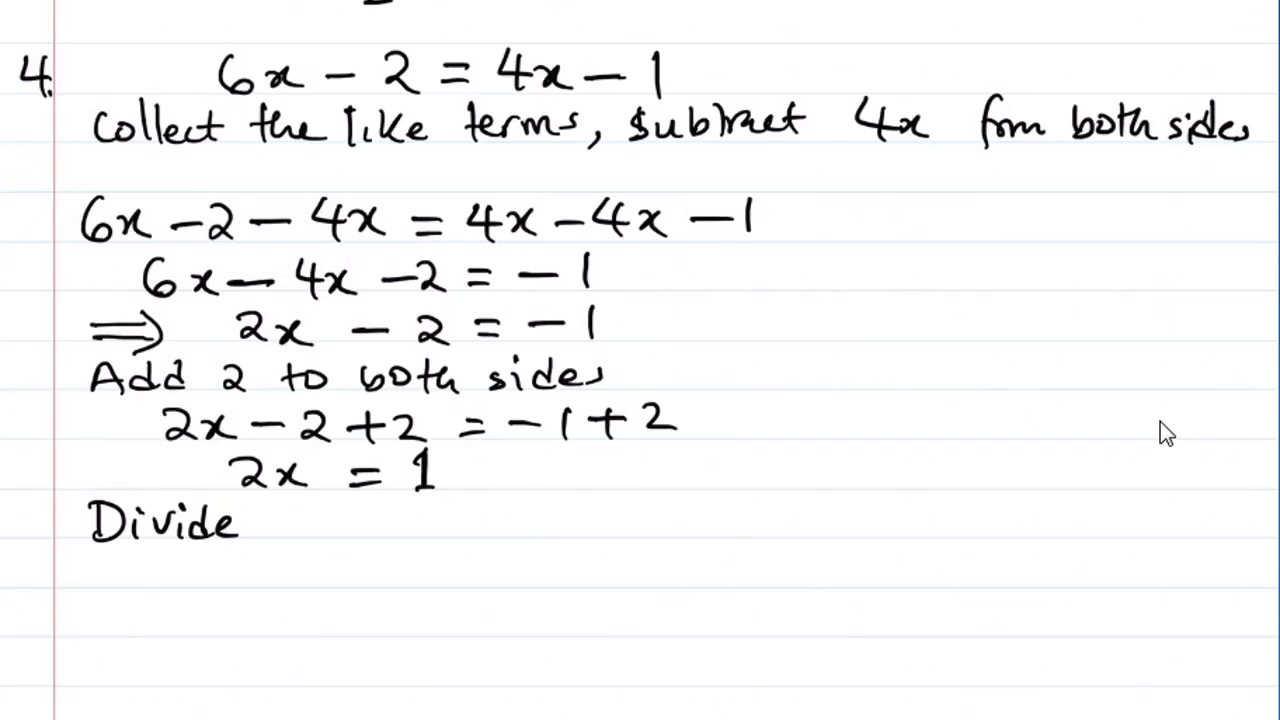 4. 6x - 2 = 4x - 1
Collect the like terms, subtract 4x from both sides
6x - 2 - 4x = 4x - 4x - 1
6x - 4x - 2 = - 1
⟹ 2x - 2 = - 1
Add 2 to both sides
2x - 2 + 2 = - 1 + 2
2x = 1
Divide